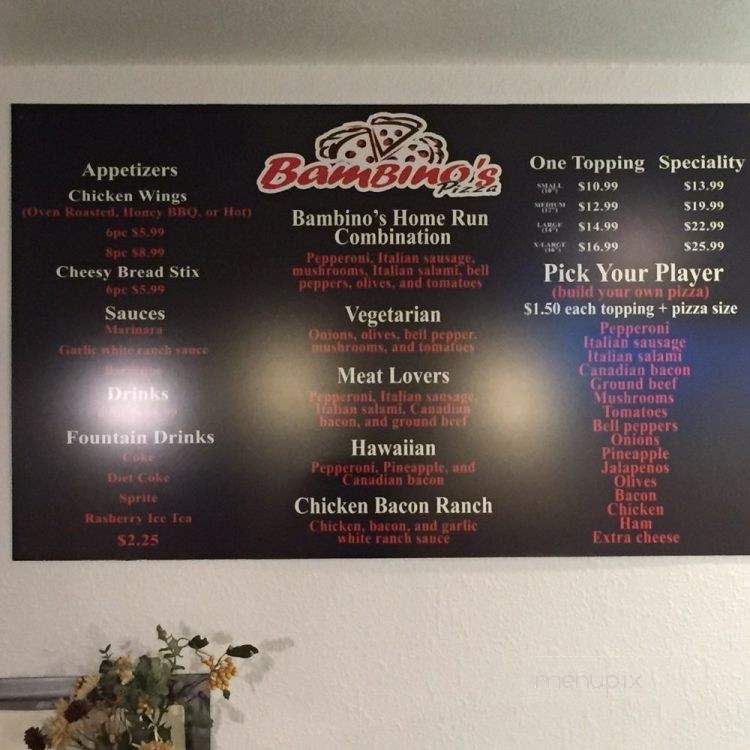 Appetizers
Chicken Wings
(Oven Roasted, Honey BBQ, or Hot)
6pc $5.99
8pc $8.99
Cheesy Bread Stix
6pc $5.99
Sauces
Marinara
Garlic white ranch sauce
Drinks
Fountain Drinks
Coke
Diet Coke
Sprite
Rasberry Ice Tea
$2.25
Bambino's
Pizza
Bambino's Home Run
Combination
Pepperoni, Italian sausage,
mushrooms, Italian salami, bell
peppers, olives, and tomatoes
Vegetarian
Onions, olives, bell pepper,
mushrooms, and tomatoes
Meat Lovers
Pepperoni, Italian sausage,
Italian salami, Canadian
bacon, and ground beef
Hawaiian
Pepperoni, Pineapple, and
Canadian bacon
Chicken Bacon Ranch
Chicken, bacon, and garlic
white ranch sauce
One Topping Speciality
SMALL (10") $10.99 $13.99
MEDIUM (12") $12.99 $19.99
LARGE (14") $14.99 $22.99
X-LARGE (16") $16.99 $25.99
Pick Your Player
(build your own pizza)
$1.50 each topping + pizza size
Pepperoni
Italian sausage
Italian salami
Canadian bacon
Ground beef
Mushrooms
Tomatoes
Bell peppers
Onions
Pineapple
Jalapenos
Olives
Bacon
Chicken
Ham
Extra cheese
menupix